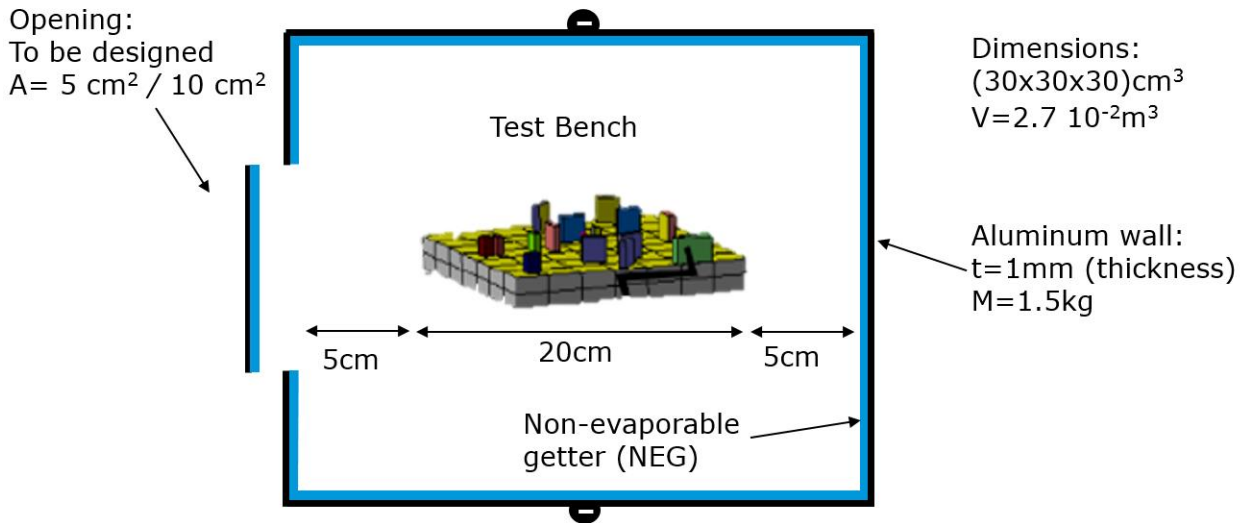 Opening:
To be designed
A= 5 cm² / 10 cm²
Dimensions:
(30x30x30)cm³
V=2.7 10⁻²m³
Test Bench
Aluminum wall:
t=1mm (thickness)
M=1.5kg
5cm
20cm
5cm
Non-evaporable
getter (NEG)